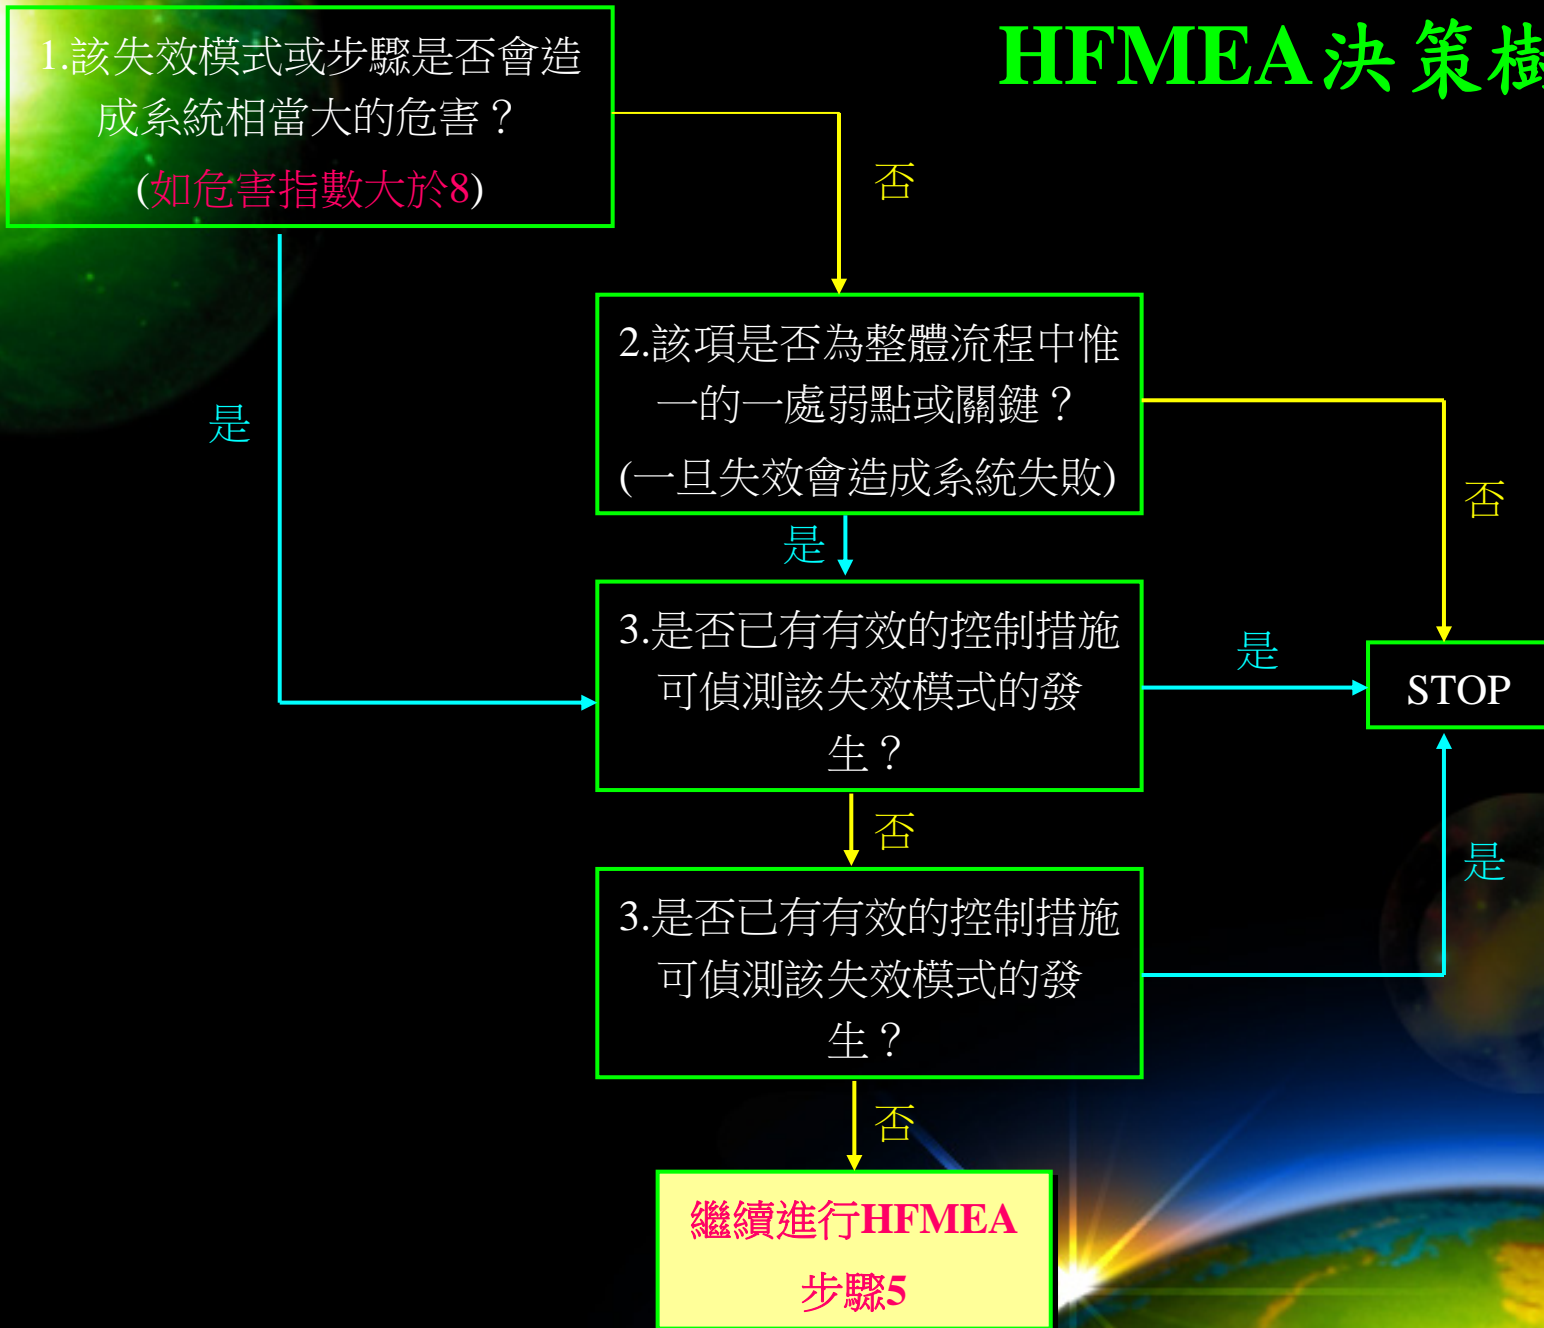 HFMEA決策樹
1.該失效模式或步驟是否會造
成系統相當大的危害？
(如危害指數大於8)
否
2.該項是否為整體流程中惟
一的一處弱點或關鍵？
(一旦失效會造成系統失敗)
是
否
是
3.是否已有有效的控制措施
可偵測該失效模式的發
生？
是
STOP
否
是
3.是否已有有效的控制措施
可偵測該失效模式的發
生？
否
繼續進行HFMEA
步驟5